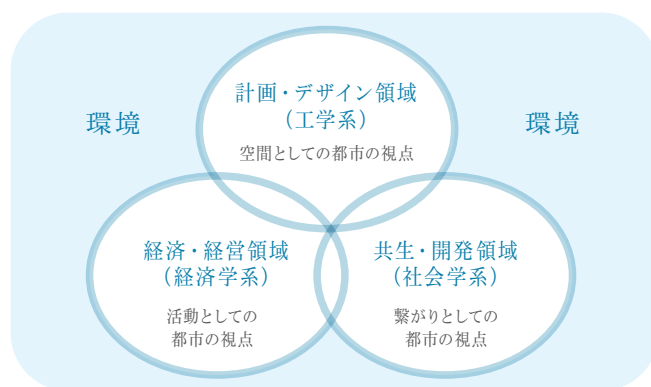 計画・デザイン領域
（工学系）
空間としての都市の視点
環境
環境
経済・経営領域
（経済学系）
活動としての
都市の視点
共生・開発領域
（社会学系）
繋がりとしての
都市の視点